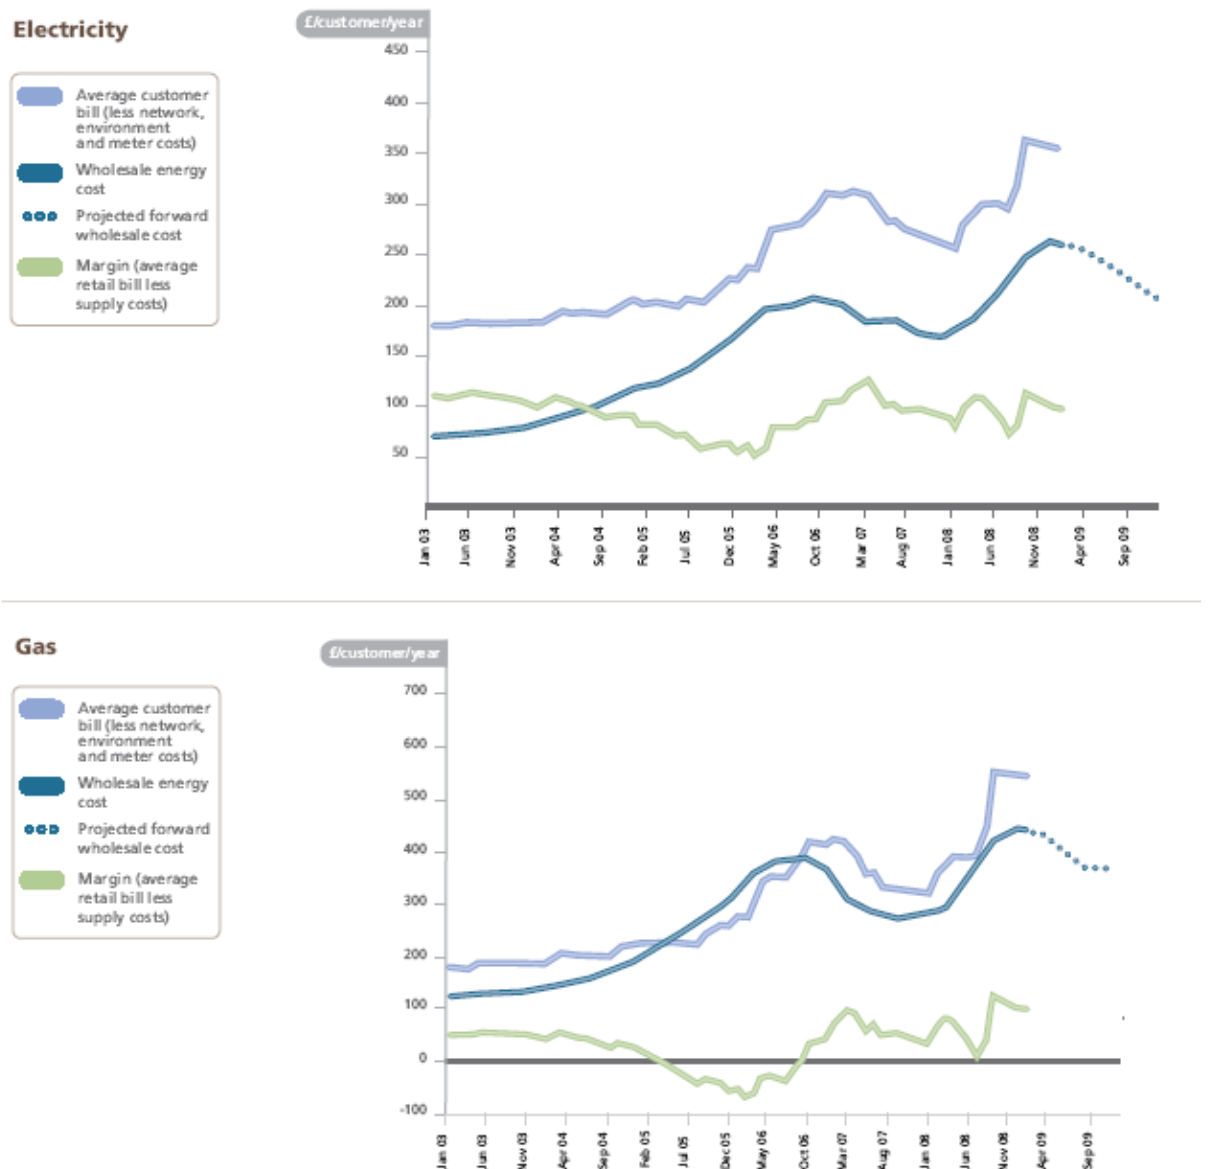 Electricity
£/customer/year
Average customer
bill (less network,
environment
and meter costs)
Wholesale energy
cost
Projected forward
wholesale cost
Margin (average
retail bill less
supply costs)
450
400
350
300
250
200
150
100
50
Jan 03
Jun 03
Nov 03
Apr 04
Sep 04
Feb 05
Jul 05
Dec 05
May 06
Oct 06
Mar 07
Aug 07
Jan 08
Jun 08
Nov 08
Apr 09
Sep 09
Gas
£/customer/year
Average customer
bill (less network,
environment
and meter costs)
Wholesale energy
cost
Projected forward
wholesale cost
Margin (average
retail bill less
supply costs)
700
600
500
400
300
200
100
0
-100
Jan 03
Jun 03
Nov 03
Apr 04
Sep 04
Feb 05
Jul 05
Dec 05
May 06
Oct 06
Mar 07
Aug 07
Jan 08
Jun 08
Nov 08
Apr 09
Sep 09